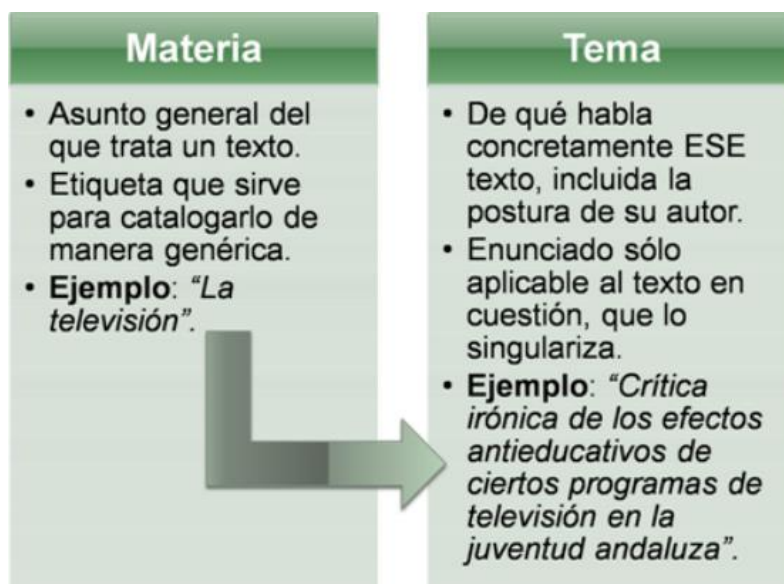 Materia
• Asunto general del
que trata un texto.
• Etiqueta que sirve
para catalogarlo de
manera genérica.
• Ejemplo: “La
televisión”.
Tema
• De qué habla
concretamente ESE
texto, incluida la
postura de su autor.
• Enunciado sólo
aplicable al texto en
cuestión, que lo
singulariza.
• Ejemplo: “Crítica
irónica de los efectos
antieducativos de
ciertos programas de
televisión en la
juventud andaluza”.